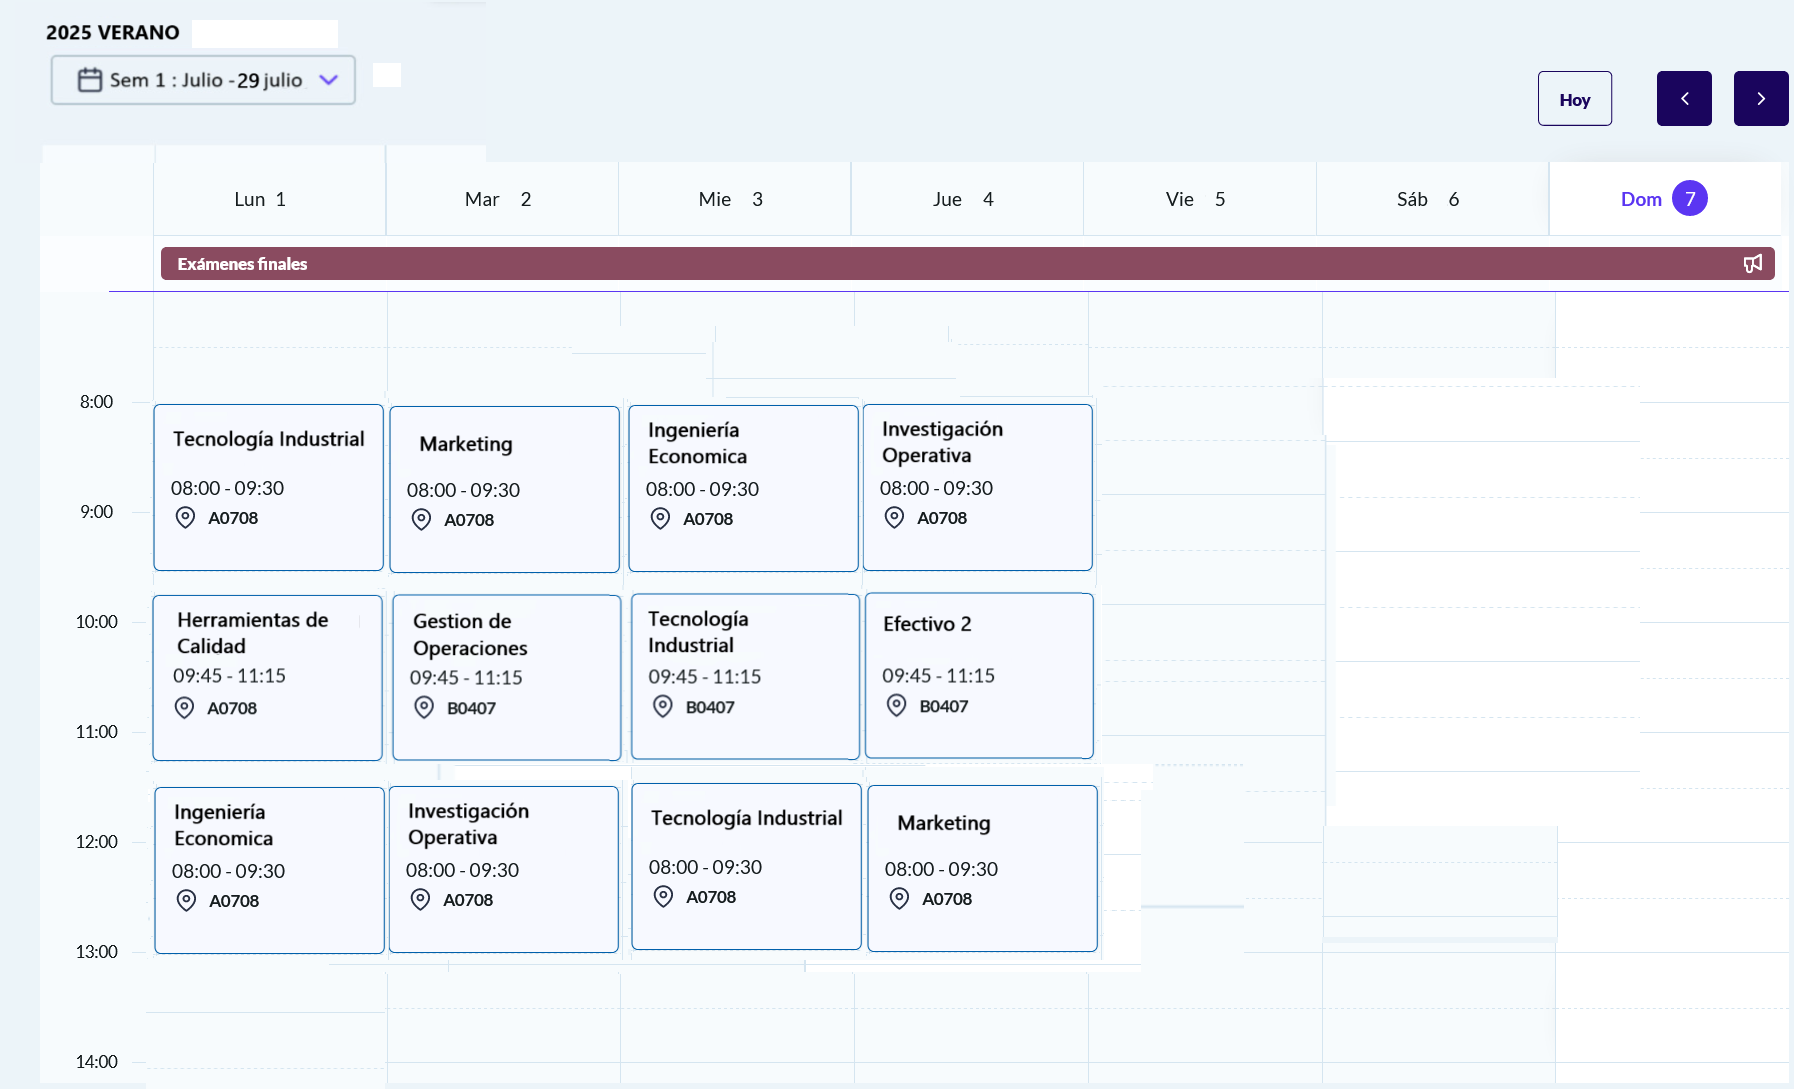 2025 VERANO
Sem 1 : Julio - 29 julio
Hoy
Lun 1
Mar 2
Mie 3
Jue 4
Vie 5
Sáb 6
Dom 7
Exámenes finales
8:00
9:00
10:00
11:00
12:00
13:00
14:00
Tecnología Industrial
08:00 - 09:30
A0708
Marketing
08:00 - 09:30
A0708
Ingeniería
Economica
08:00 - 09:30
A0708
Investigación
Operativa
08:00 - 09:30
A0708
Herramientas de
Calidad
09:45 - 11:15
A0708
Gestion de
Operaciones
09:45 - 11:15
B0407
Tecnología
Industrial
09:45 - 11:15
B0407
Efectivo 2
09:45 - 11:15
B0407
Ingeniería
Economica
08:00 - 09:30
A0708
Investigación
Operativa
08:00 - 09:30
A0708
Tecnología Industrial
08:00 - 09:30
A0708
Marketing
08:00 - 09:30
A0708